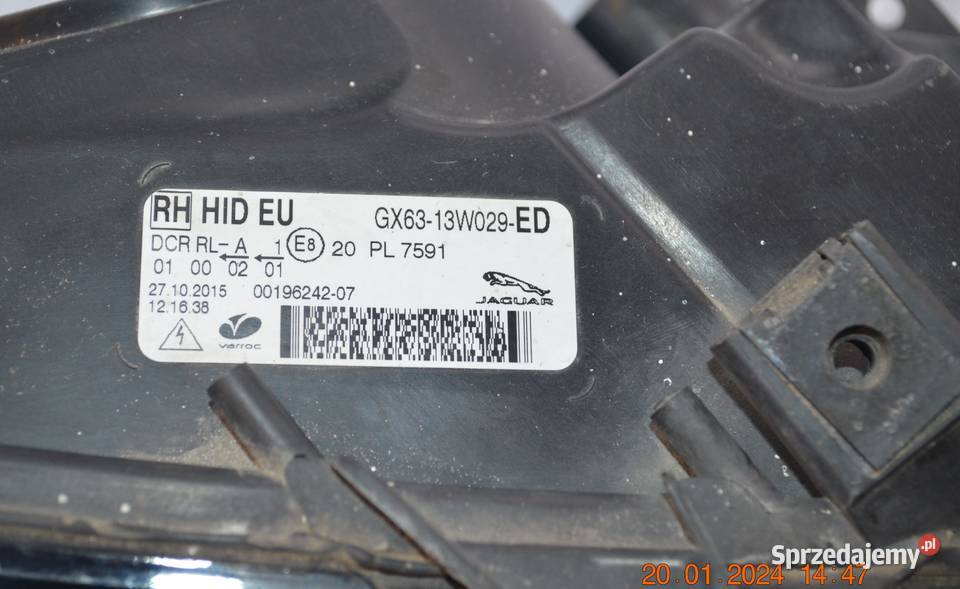 RH HID EU GX63-13W029-ED
DCR RL- A 1 E8 20 PL 7591
01 00 02 01
27.10.2015 00196242-07
12.16.38
JAGUAR
varroc
Sprzedajemy.pl
20.01.2024 14:47